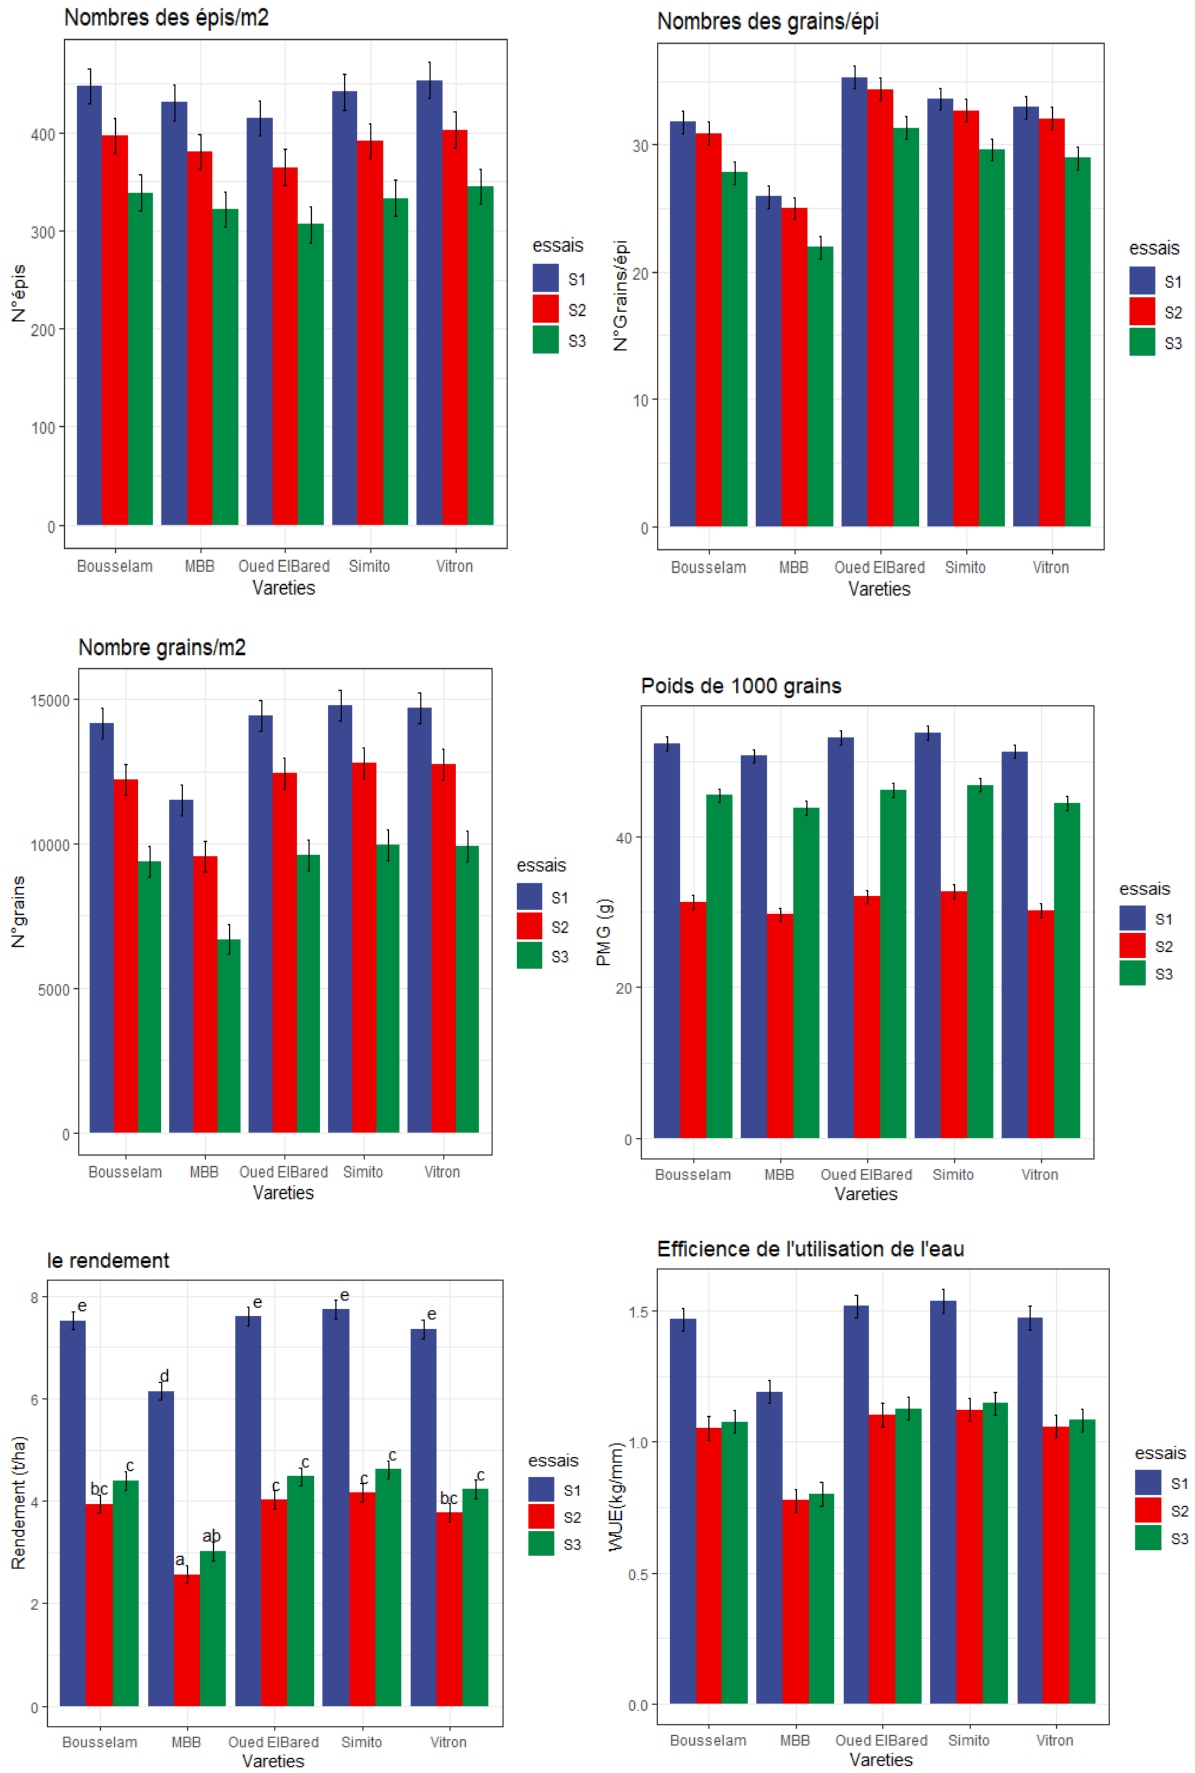 Nombres des épis/m2
N°épis
400
300
200
100
0
Bousselam MBB Oued ElBared Simito Vitron
Vareties
essais
S1
S2
S3
Nombres des grains/épi
N°Grains/épi
30
20
10
0
Bousselam MBB Oued ElBared Simito Vitron
Vareties
essais
S1
S2
S3
Nombre grains/m2
N°grains
15000
10000
5000
0
Bousselam MBB Oued ElBared Simito Vitron
Vareties
essais
S1
S2
S3
Poids de 1000 grains
PMG (g)
40
20
0
Bousselam MBB Oued ElBared Simito Vitron
Vareties
essais
S1
S2
S3
le rendement
Rendement (t/ha)
8
6
4
2
0
e bc c d a ab e c c e c c e bc c
Bousselam MBB Oued ElBared Simito Vitron
Vareties
essais
S1
S2
S3
Efficience de l'utilisation de l'eau
WUE(kg/mm)
1.5
1.0
0.5
0.0
Bousselam MBB Oued ElBared Simito Vitron
Vareties
essais
S1
S2
S3